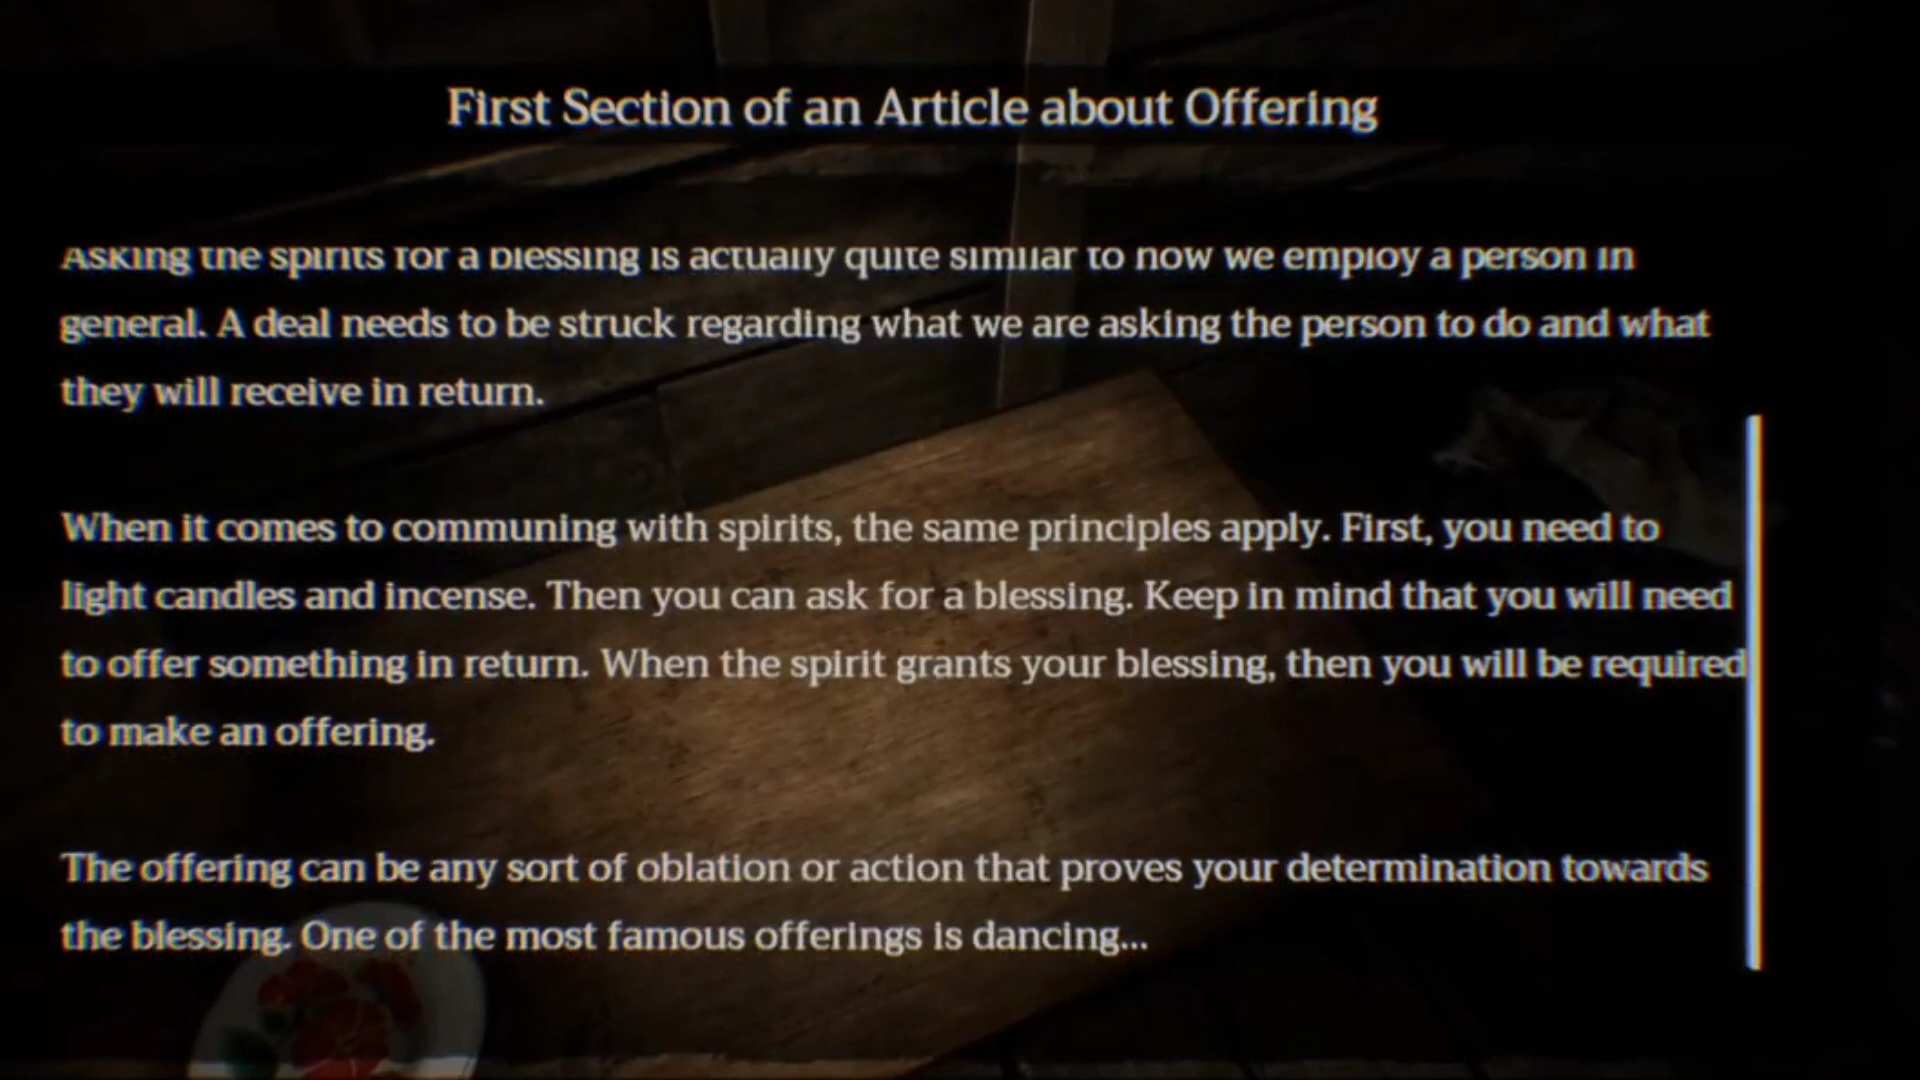 First Section of an Article about Offering
Asking the spirits for a blessing is actually quite similar to how we employ a person in
general. A deal needs to be struck regarding what we are asking the person to do and what
they will receive in return.
When it comes to communing with spirits, the same principles apply. First, you need to
light candles and incense. Then you can ask for a blessing. Keep in mind that you will need
to offer something in return. When the spirit grants your blessing, then you will be required
to make an offering.
The offering can be any sort of oblation or action that proves your determination towards
the blessing. One of the most famous offerings is dancing...